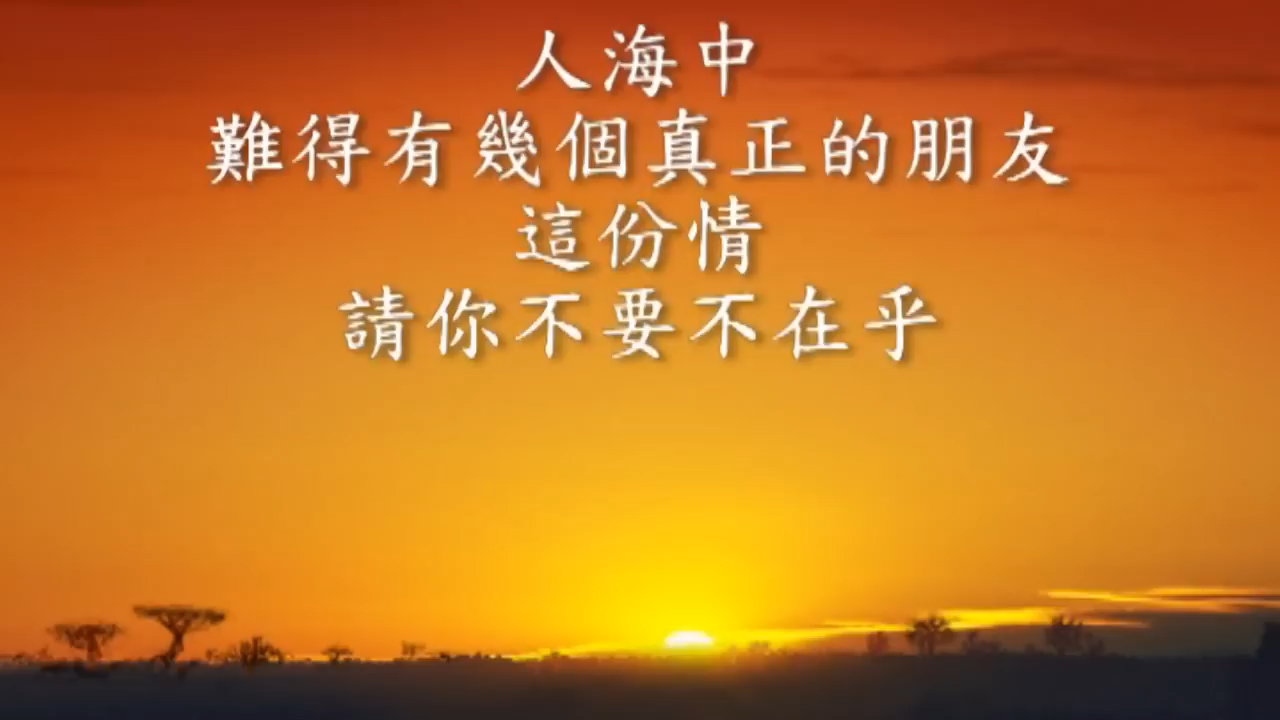 人海中
難得有幾個真正的朋友
這份情
請你不要不在乎